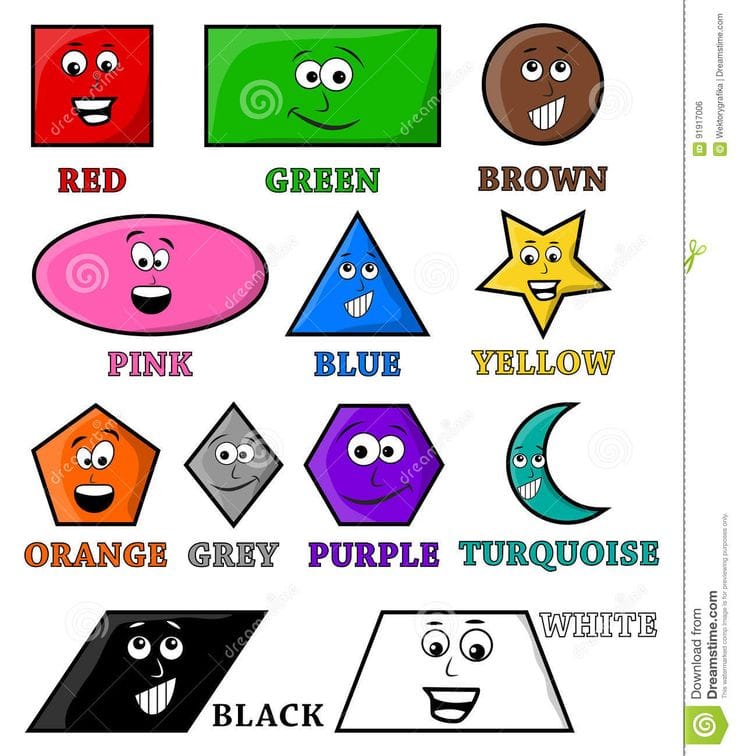 RED
GREEN
BROWN
PINK
BLUE
YELLOW
ORANGE
GREY
PURPLE
TURQUOISE
WHITE
BLACK
dreamstime
ID 91917006
© Wektorygrafika | Dreamstime.com
Download from
Dreamstime.com
This watermarked comp image is for previewing purposes only.